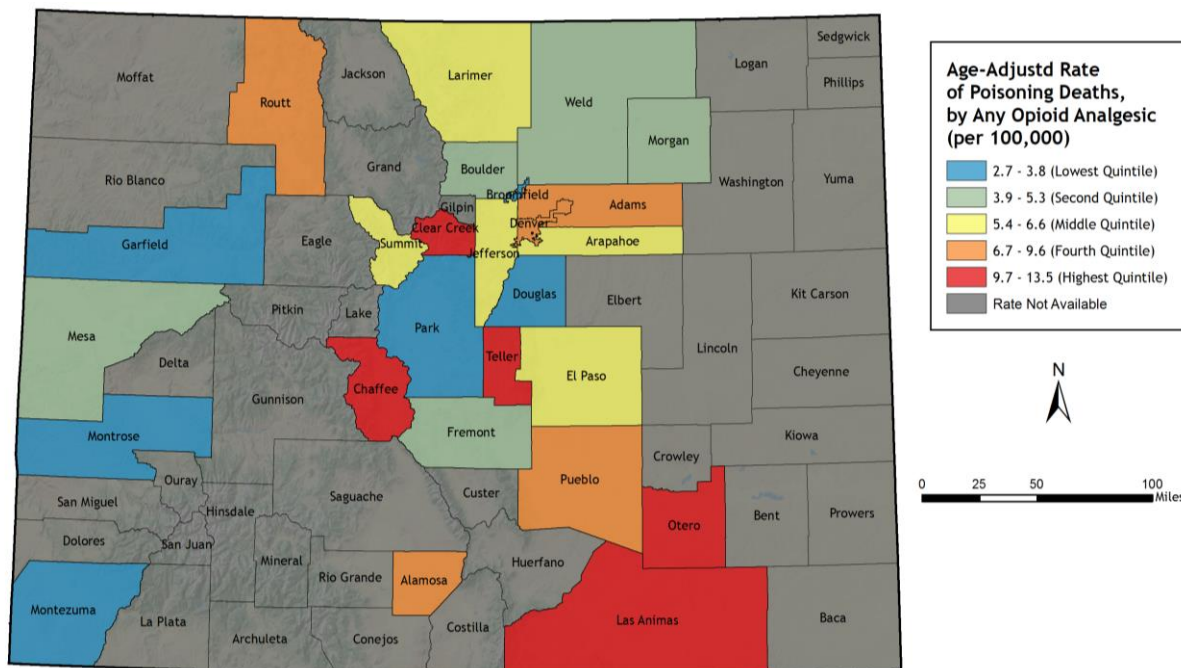 Moffat
Routt
Jackson
Larimer
Weld
Logan
Sedgwick
Phillips
Morgan
Rio Blanco
Grand
Boulder
Washington
Yuma
Broomfield
Gilpin
Adams
Denver
Clear Creek
Garfield
Eagle
Summit
Jefferson
Arapahoe
Pitkin
Lake
Park
Douglas
Elbert
Kit Carson
Mesa
Delta
Lincoln
Teller
El Paso
Cheyenne
Chaffee
Gunnison
Montrose
Fremont
Kiowa
Crowley
Ouray
Pueblo
San Miguel
Saguache
Custer
Hinsdale
Otero
Bent
Prowers
Dolores
San Juan
Mineral
Rio Grande
Alamosa
Huerfano
Montezuma
La Plata
Archuleta
Conejos
Costilla
Las Animas
Baca
Age-Adjustd Rate
of Poisoning Deaths,
by Any Opioid Analgesic
(per 100,000)
2.7 - 3.8 (Lowest Quintile)
3.9 - 5.3 (Second Quintile)
5.4 - 6.6 (Middle Quintile)
6.7 - 9.6 (Fourth Quintile)
9.7 - 13.5 (Highest Quintile)
Rate Not Available
N
0 25 50 100
Miles